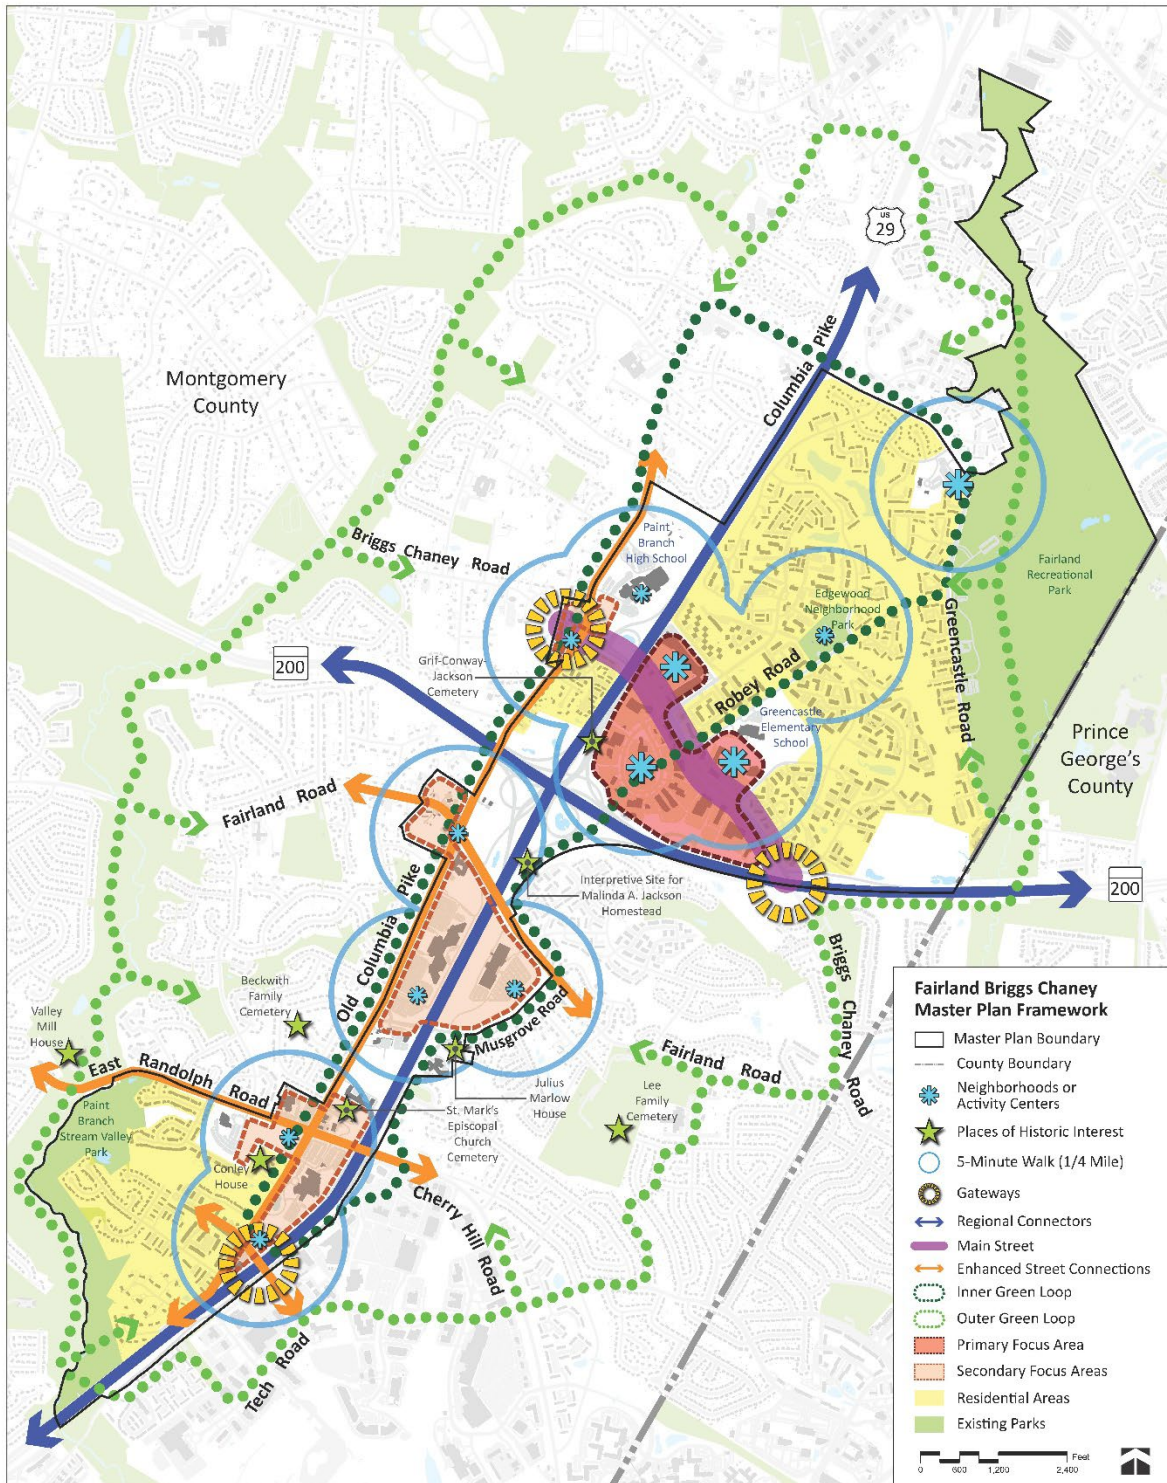 US
29
Columbia Pike
Montgomery
County
Briggs Chaney Road
Paint
Branch
High School
Fairland
Recreational
Park
Edgewood
Neighborhood
Park
Greencastle Road
200
Grif-Conway-
Jackson
Cemetery
Robey Road
Greencastle
Elementary
School
Prince
George's
County
Fairland Road
Old Columbia Pike
Interpretive Site for
Malinda A. Jackson
Homestead
200
Briggs Chaney Road
Beckwith
Family
Cemetery
Valley
Mill
House
Musgrove Road
East Randolph Road
Fairland Road
Julius
Marlow
House
Lee
Family
Cemetery
St. Mark's
Episcopal
Church
Cemetery
Paint
Branch
Stream Valley
Park
Conley
House
Cherry Hill Road
Tech Road
Fairland Briggs Chaney
Master Plan Framework
Master Plan Boundary
County Boundary
Neighborhoods or
Activity Centers
Places of Historic Interest
5-Minute Walk (1/4 Mile)
Gateways
Regional Connectors
Main Street
Enhanced Street Connections
Inner Green Loop
Outer Green Loop
Primary Focus Area
Secondary Focus Areas
Residential Areas
Existing Parks
Feet
0 600 1,200 2,400